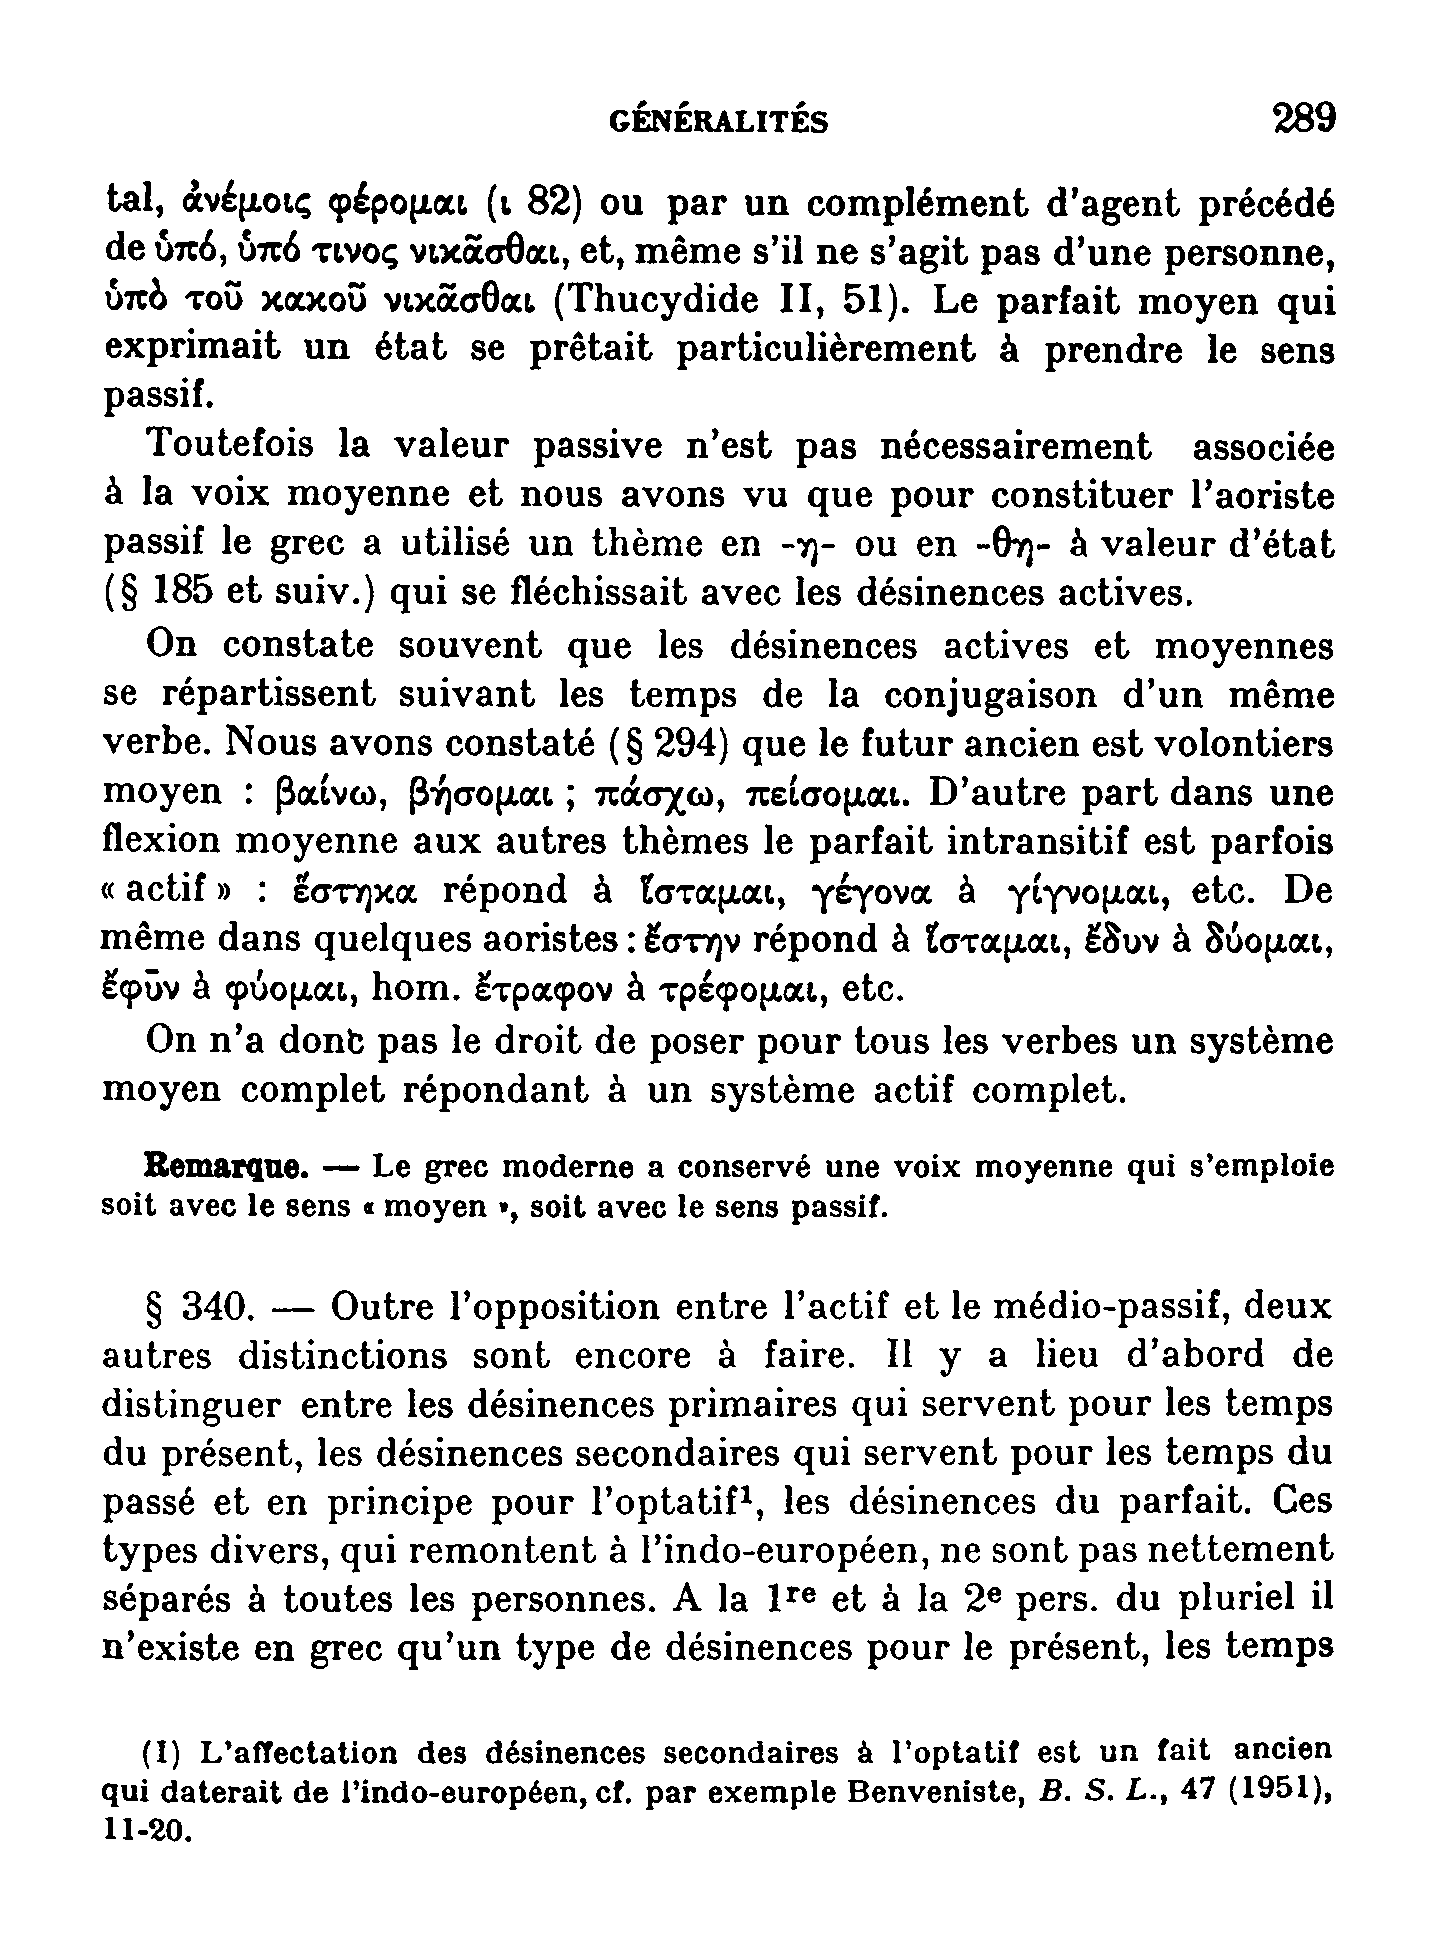 GÉNÉRALITÉS 289
tal, ἀνέμοις φέρομαι (ι 82) ou par un complément d'agent précédé
de ὑπό, ὑπό τινος νικᾶσθαι, et, même s'il ne s'agit pas d'une personne,
ὑπὸ τοῦ κακοῦ νικᾶσθαι (Thucydide II, 51). Le parfait moyen qui
exprimait un état se prêtait particulièrement à prendre le sens
passif.
Toutefois la valeur passive n'est pas nécessairement associée
à la voix moyenne et nous avons vu que pour constituer l'aoriste
passif le grec a utilisé un thème en -η- ou en -θη- à valeur d'état
(§ 185 et suiv.) qui se fléchissait avec les désinences actives.
On constate souvent que les désinences actives et moyennes
se répartissent suivant les temps de la conjugaison d'un même
verbe. Nous avons constaté (§ 294) que le futur ancien est volontiers
moyen : βαίνω, βήσομαι ; πάσχω, πείσομαι. D'autre part dans une
flexion moyenne aux autres thèmes le parfait intransitif est parfois
« actif » : ἕστηκα répond à ἵσταμαι, γέγονα à γίγνομαι, etc. De
même dans quelques aoristes : ἔστην répond à ἵσταμαι, ἔδυν à δύομαι,
ἔφῡν à φύομαι, hom. ἔτραφον à τρέφομαι, etc.
On n'a donc pas le droit de poser pour tous les verbes un système
moyen complet répondant à un système actif complet.
Remarque. — Le grec moderne a conservé une voix moyenne qui s'emploie
soit avec le sens « moyen », soit avec le sens passif.
§ 340. — Outre l'opposition entre l'actif et le médio-passif, deux
autres distinctions sont encore à faire. Il y a lieu d'abord de
distinguer entre les désinences primaires qui servent pour les temps
du présent, les désinences secondaires qui servent pour les temps du
passé et en principe pour l'optatif¹, les désinences du parfait. Ces
types divers, qui remontent à l'indo-européen, ne sont pas nettement
séparés à toutes les personnes. A la 1ʳᵉ et à la 2ᵉ pers. du pluriel il
n'existe en grec qu'un type de désinences pour le présent, les temps
(1) L'affectation des désinences secondaires à l'optatif est un fait ancien
qui daterait de l'indo-européen, cf. par exemple Benveniste, B. S. L., 47 (1951),
11-20.